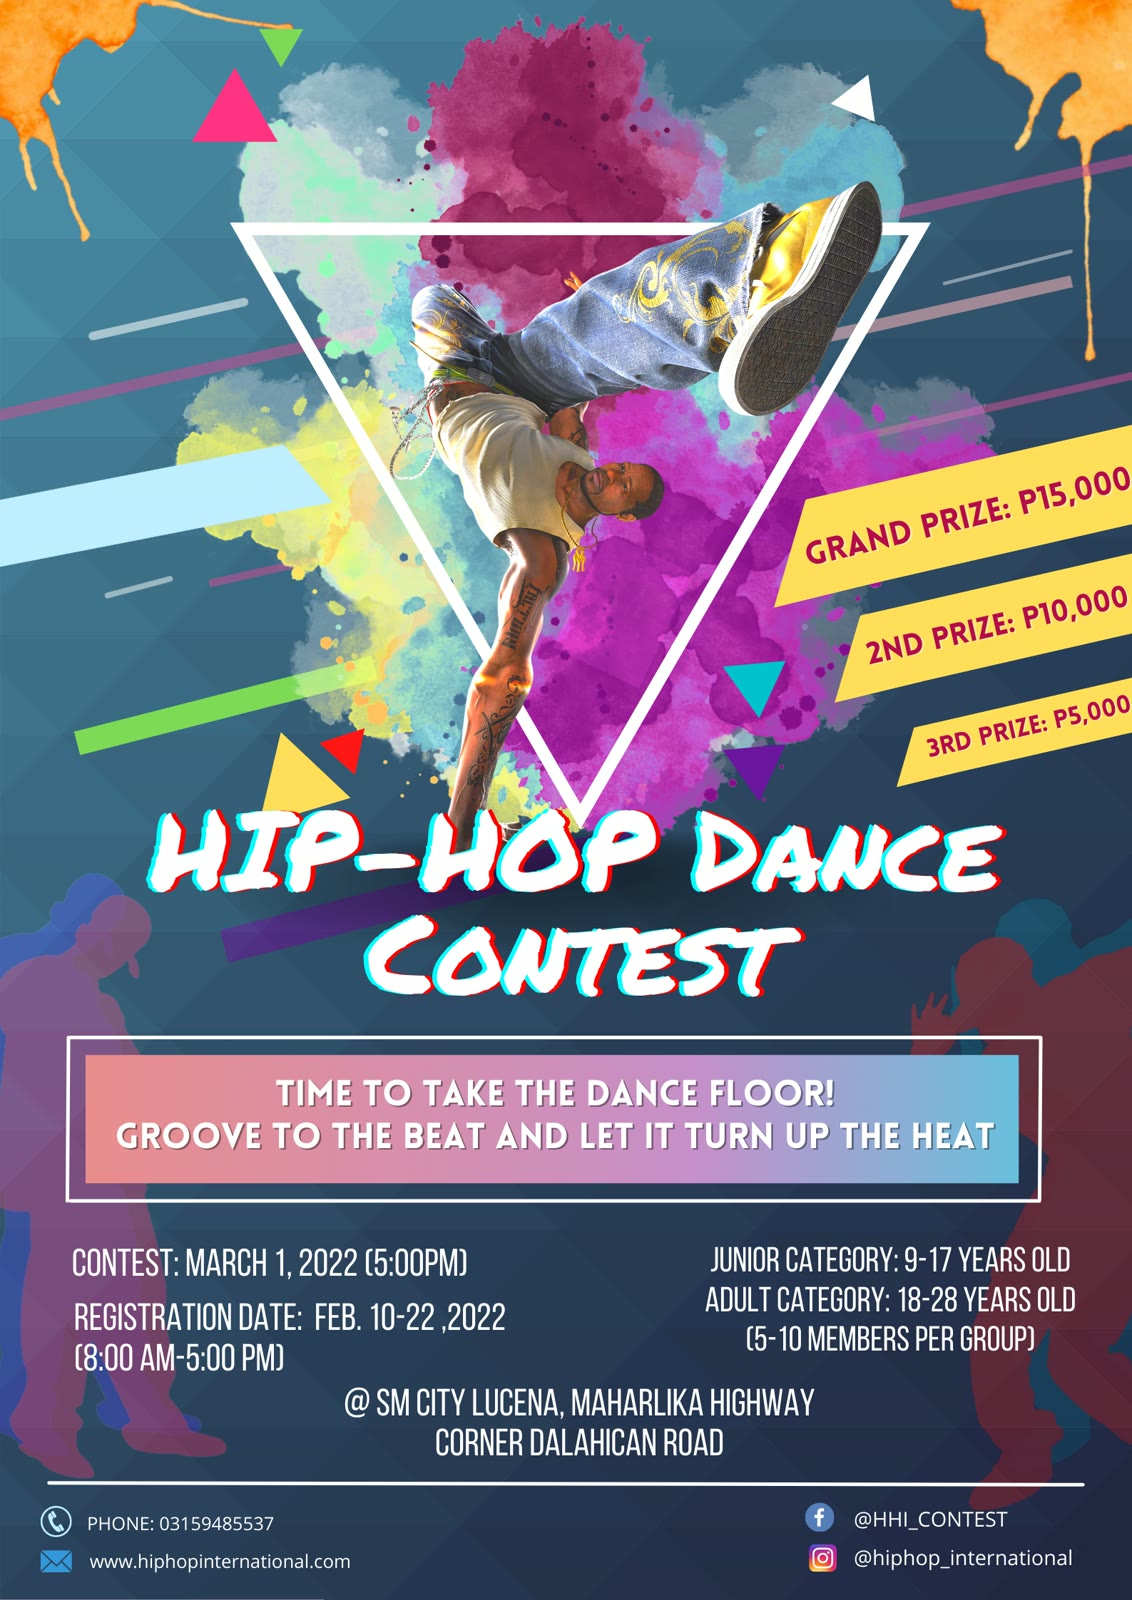 GRAND PRIZE: P15,000
2ND PRIZE: P10,000
3RD PRIZE: P5,000
HIP-HOP DANCE
CONTEST
TIME TO TAKE THE DANCE FLOOR!
GROOVE TO THE BEAT AND LET IT TURN UP THE HEAT
CONTEST: MARCH 1, 2022 (5:00PM)
REGISTRATION DATE: FEB. 10-22 ,2022
(8:00 AM-5:00 PM)
JUNIOR CATEGORY: 9-17 YEARS OLD
ADULT CATEGORY: 18-28 YEARS OLD
(5-10 MEMBERS PER GROUP)
@ SM CITY LUCENA, MAHARLIKA HIGHWAY
CORNER DALAHICAN ROAD
PHONE: 03159485537
www.hiphopinternational.com
@HHI_CONTEST
@hiphop_international